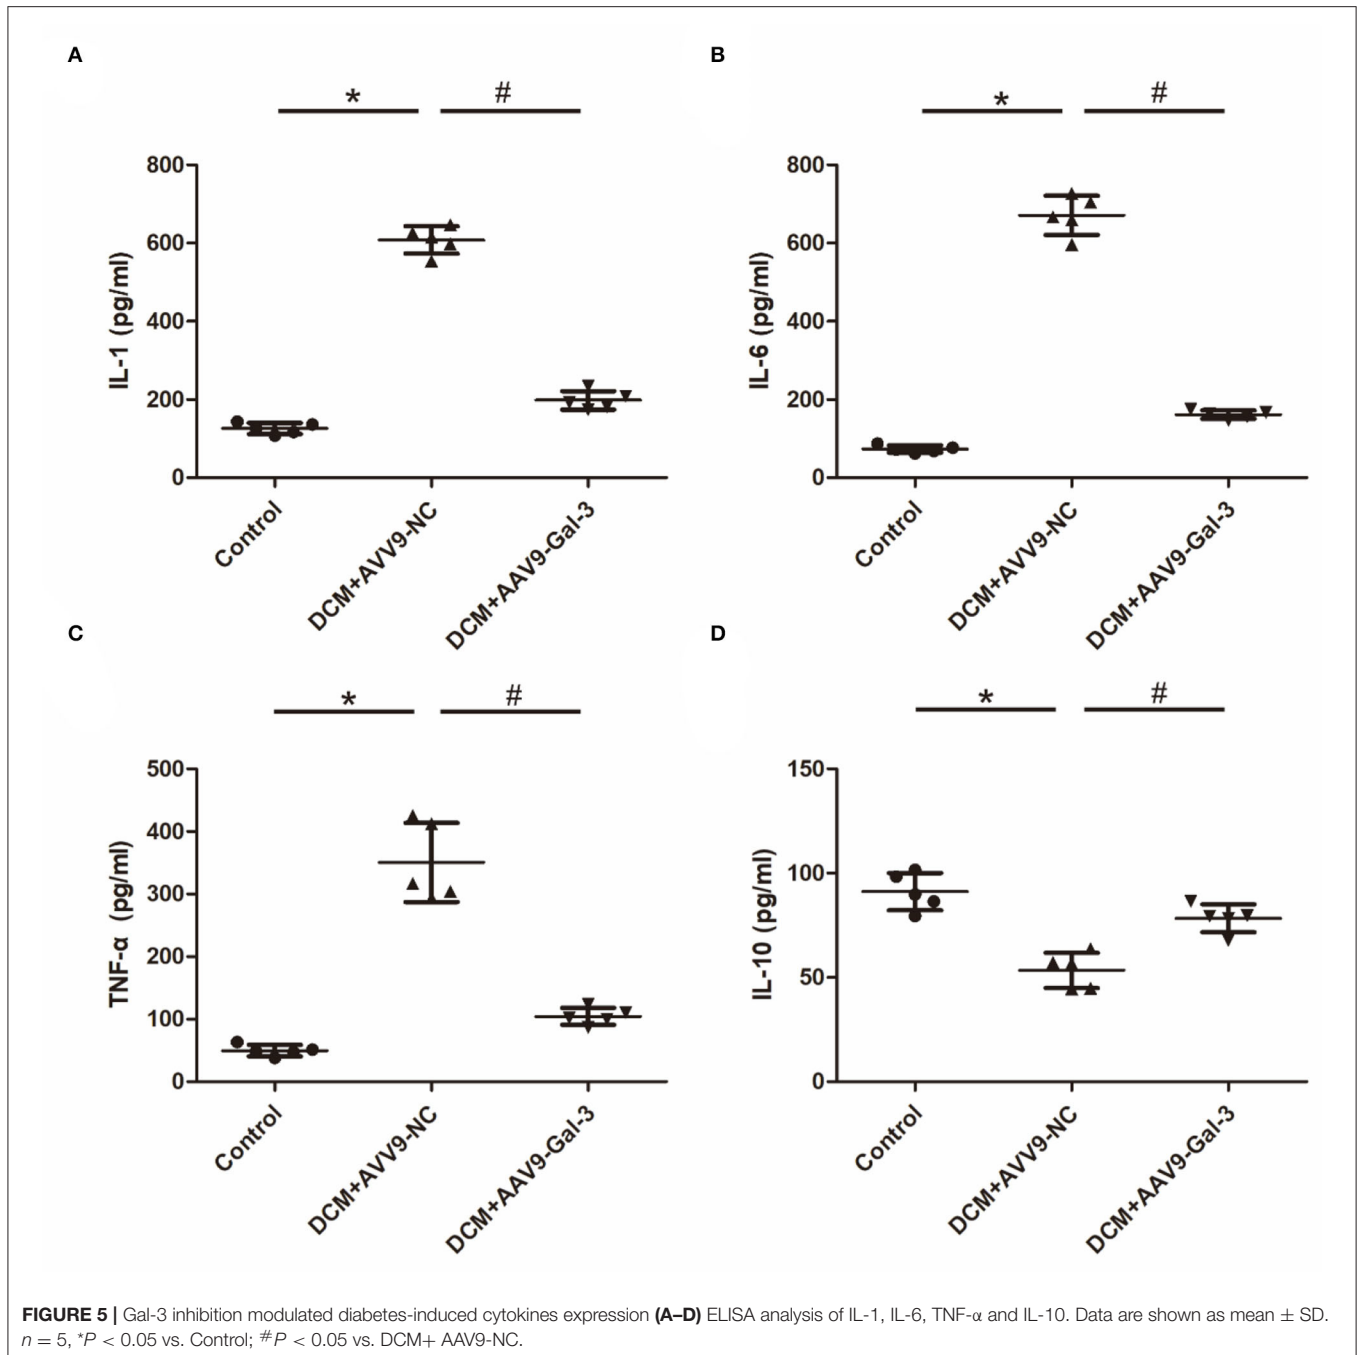 A
B
* #
* #
800
600
400
200
0
IL-1 (pg/ml)
Control
DCM+AVV9-NC
DCM+AAV9-Gal-3
800
600
400
200
0
IL-6 (pg/ml)
Control
DCM+AVV9-NC
DCM+AAV9-Gal-3
C
D
* #
* #
500
400
300
200
100
0
TNF-α (pg/ml)
Control
DCM+AVV9-NC
DCM+AAV9-Gal-3
150
100
50
0
IL-10 (pg/ml)
Control
DCM+AVV9-NC
DCM+AAV9-Gal-3
FIGURE 5 | Gal-3 inhibition modulated diabetes-induced cytokines expression (A–D) ELISA analysis of IL-1, IL-6, TNF-α and IL-10. Data are shown as mean ± SD.
n = 5, *P < 0.05 vs. Control; #P < 0.05 vs. DCM+ AAV9-NC.